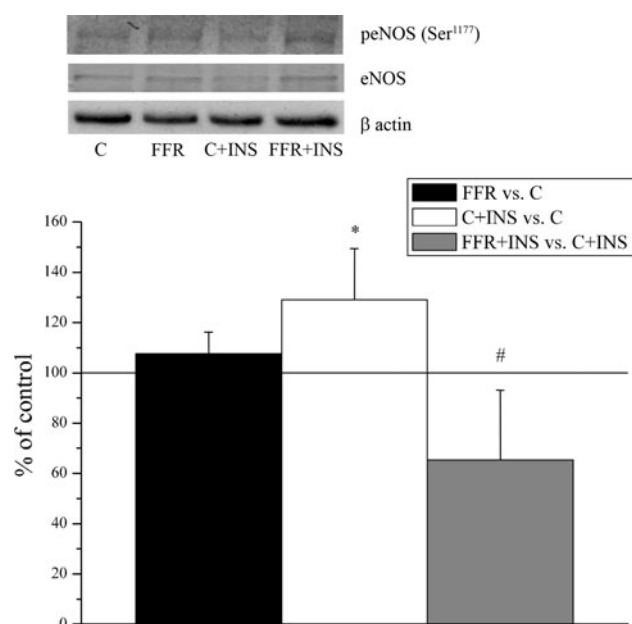 peNOS (Ser¹¹⁷⁷)
eNOS
β actin
C FFR C+INS FFR+INS
FFR vs. C
C+INS vs. C
FFR+INS vs. C+INS
% of control
160
140
120
100
80
60
40
20
0
*
#